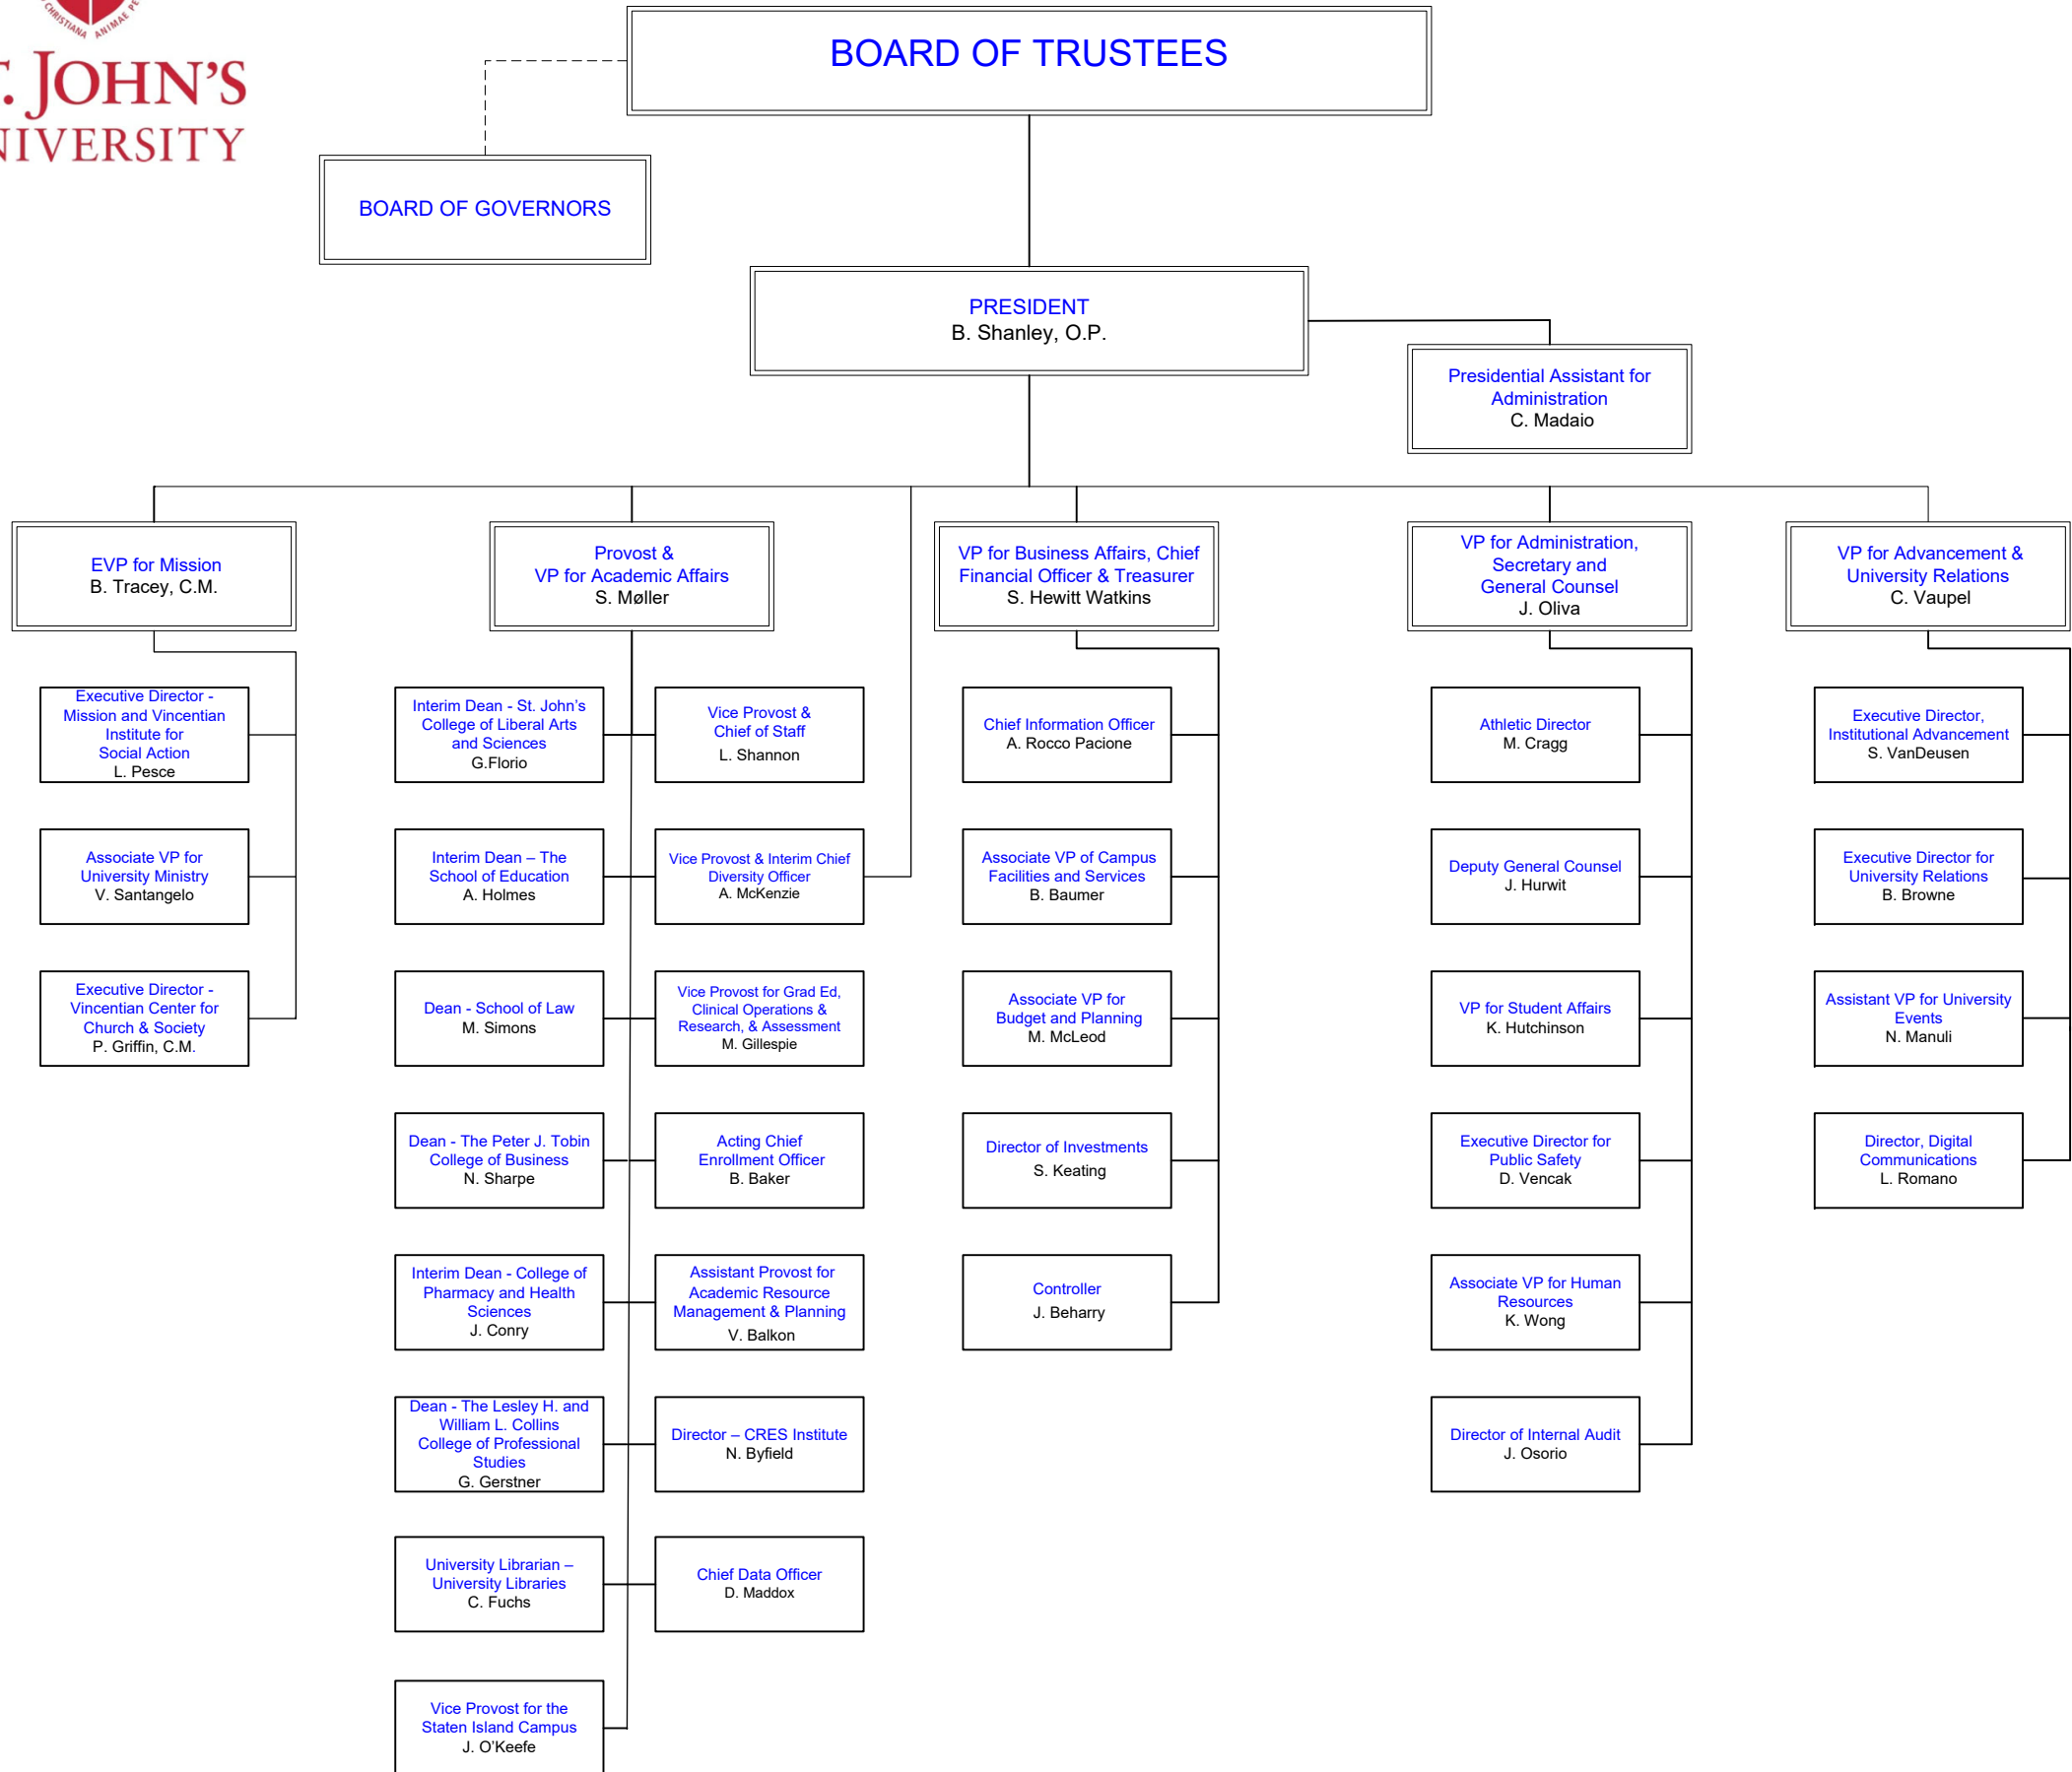 CHRISTIANA ANIMAE
. JOHN'S
NIVERSITY
BOARD OF TRUSTEES
BOARD OF GOVERNORS
PRESIDENT
B. Shanley, O.P.
Presidential Assistant for
Administration
C. Madaio
EVP for Mission
B. Tracey, C.M.
Provost &
VP for Academic Affairs
S. Møller
VP for Business Affairs, Chief
Financial Officer & Treasurer
S. Hewitt Watkins
VP for Administration,
Secretary and
General Counsel
J. Oliva
VP for Advancement &
University Relations
C. Vaupel
Executive Director -
Mission and Vincentian
Institute for
Social Action
L. Pesce
Associate VP for
University Ministry
V. Santangelo
Executive Director -
Vincentian Center for
Church & Society
P. Griffin, C.M.
Interim Dean - St. John’s
College of Liberal Arts
and Sciences
G.Florio
Interim Dean – The
School of Education
A. Holmes
Dean - School of Law
M. Simons
Dean - The Peter J. Tobin
College of Business
N. Sharpe
Interim Dean - College of
Pharmacy and Health
Sciences
J. Conry
Dean - The Lesley H. and
William L. Collins
College of Professional
Studies
G. Gerstner
University Librarian –
University Libraries
C. Fuchs
Vice Provost for the
Staten Island Campus
J. O’Keefe
Vice Provost &
Chief of Staff
L. Shannon
Vice Provost & Interim Chief
Diversity Officer
A. McKenzie
Vice Provost for Grad Ed,
Clinical Operations &
Research, & Assessment
M. Gillespie
Acting Chief
Enrollment Officer
B. Baker
Assistant Provost for
Academic Resource
Management & Planning
V. Balkon
Director – CRES Institute
N. Byfield
Chief Data Officer
D. Maddox
Chief Information Officer
A. Rocco Pacione
Associate VP of Campus
Facilities and Services
B. Baumer
Associate VP for
Budget and Planning
M. McLeod
Director of Investments
S. Keating
Controller
J. Beharry
Athletic Director
M. Cragg
Deputy General Counsel
J. Hurwit
VP for Student Affairs
K. Hutchinson
Executive Director for
Public Safety
D. Vencak
Associate VP for Human
Resources
K. Wong
Director of Internal Audit
J. Osorio
Executive Director,
Institutional Advancement
S. VanDeusen
Executive Director for
University Relations
B. Browne
Assistant VP for University
Events
N. Manuli
Director, Digital
Communications
L. Romano